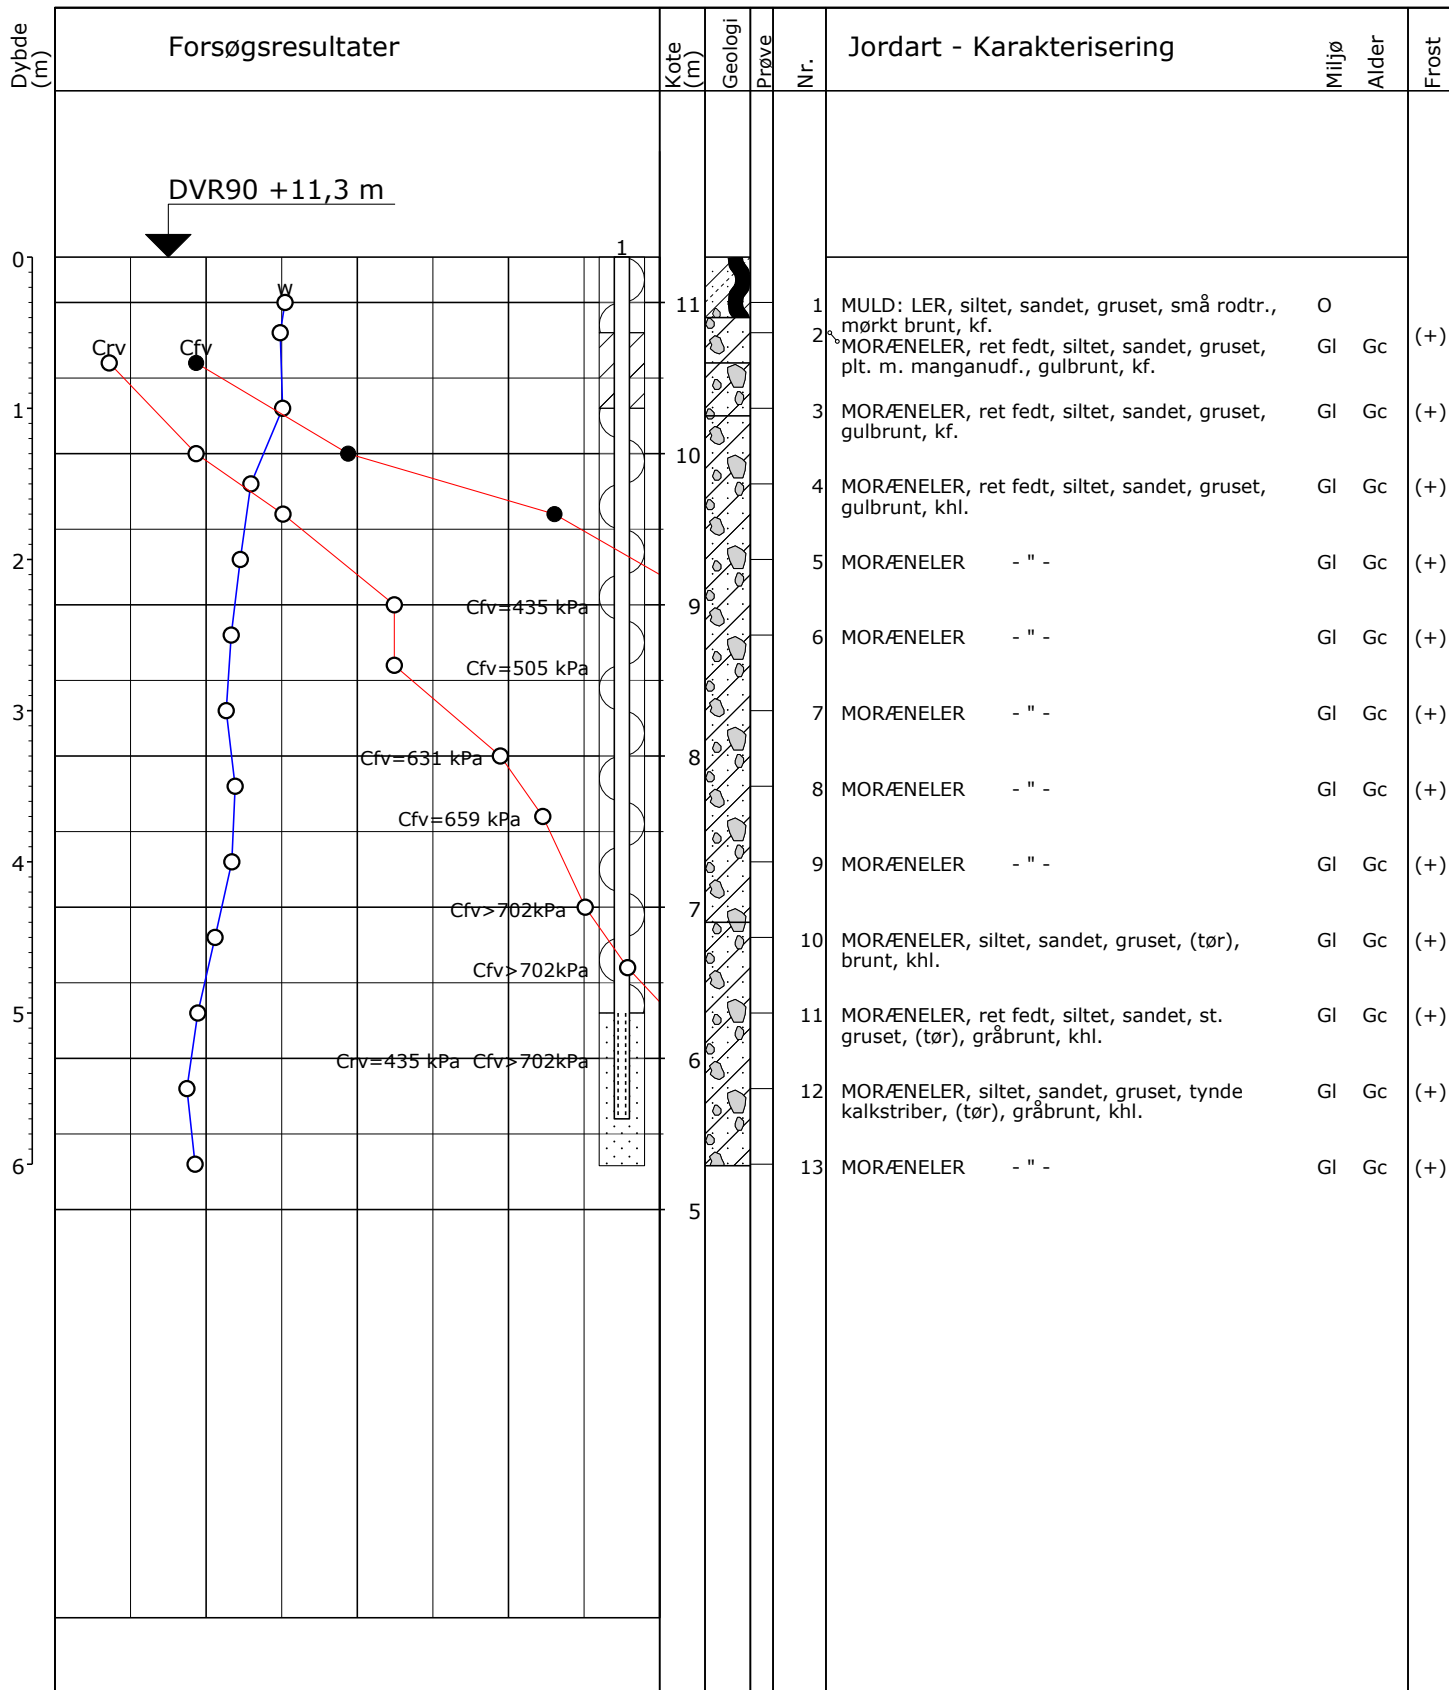 Dybde (m)
Forsøgsresultater
Kote (m)
Geologi
Prøve
Nr.
Jordart - Karakterisering
Miljø
Alder
Frost
DVR90 +11,3 m
0
1
2
3
4
5
6
1
w
Crv
Cfv
Cfv=435 kPa
Cfv=505 kPa
Cfv=631 kPa
Cfv=659 kPa
Cfv>702kPa
Cfv>702kPa
Crv=435 kPa Cfv>702kPa
11
10
9
8
7
6
5
1 MULD: LER, siltet, sandet, gruset, små rodtr., O
mørkt brunt, kf.
2 MORÆNELER, ret fedt, siltet, sandet, gruset, Gl Gc (+)
plt. m. manganudf., gulbrunt, kf.
3 MORÆNELER, ret fedt, siltet, sandet, gruset, Gl Gc (+)
gulbrunt, kf.
4 MORÆNELER, ret fedt, siltet, sandet, gruset, Gl Gc (+)
gulbrunt, khl.
5 MORÆNELER - " - Gl Gc (+)
6 MORÆNELER - " - Gl Gc (+)
7 MORÆNELER - " - Gl Gc (+)
8 MORÆNELER - " - Gl Gc (+)
9 MORÆNELER - " - Gl Gc (+)
10 MORÆNELER, siltet, sandet, gruset, (tør), Gl Gc (+)
brunt, khl.
11 MORÆNELER, ret fedt, siltet, sandet, st. Gl Gc (+)
gruset, (tør), gråbrunt, khl.
12 MORÆNELER, siltet, sandet, gruset, tynde Gl Gc (+)
kalkstriber, (tør), gråbrunt, khl.
13 MORÆNELER - " - Gl Gc (+)